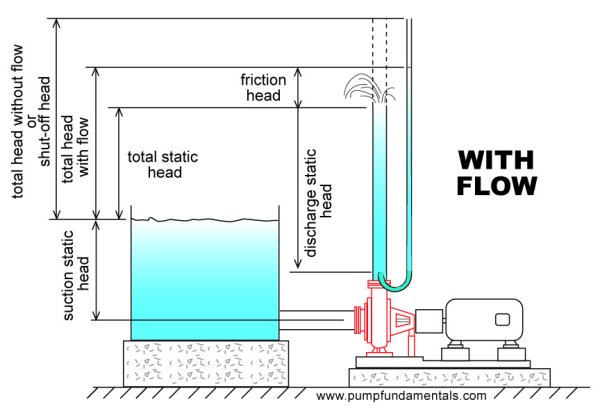 total head without flow
or
shut-off head
total head
with flow
friction
head
total static
head
discharge static
head
suction static
head
WITH
FLOW
www.pumpfundamentals.com